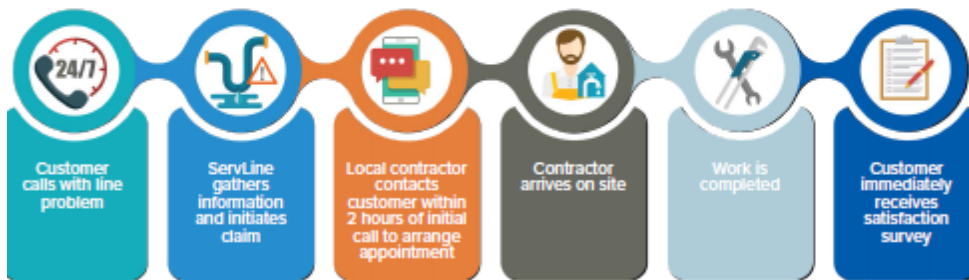 24/7
Customer
calls with line
problem
ServLine
gathers
information
and initiates
claim
Local contractor
contacts
customer within
2 hours of initial
call to arrange
appointment
Contractor
arrives on site
Work is
completed
Customer
immediately
receives
satisfaction
survey